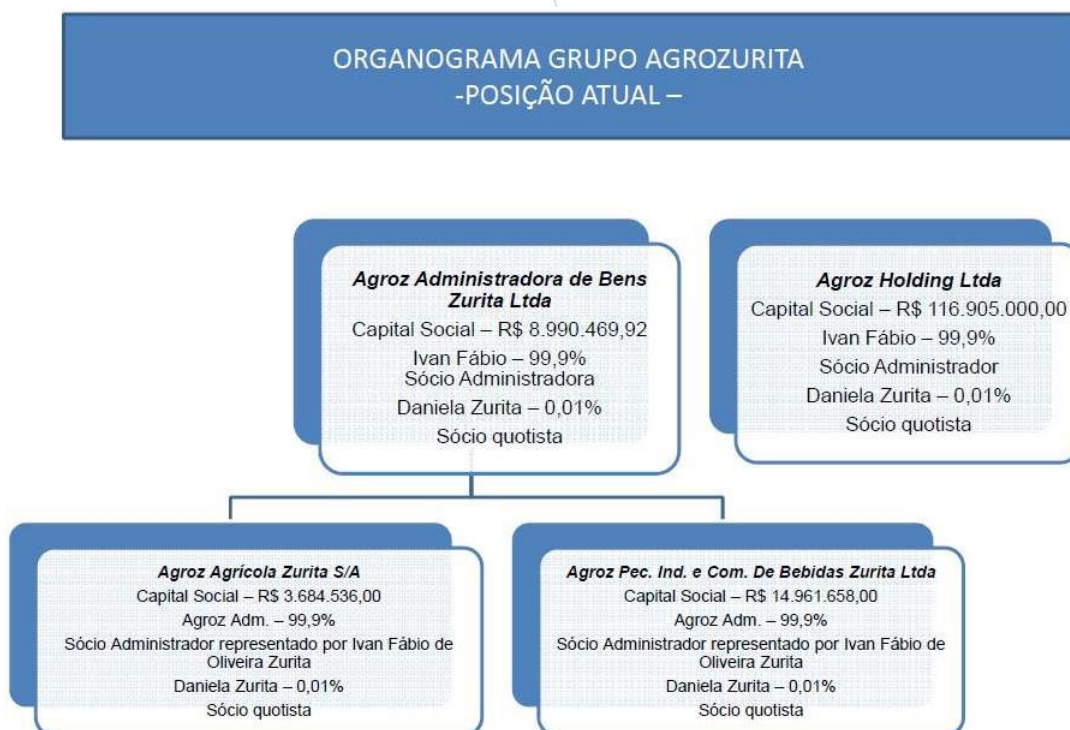 ORGANOGRAMA GRUPO AGROZURITA
-POSIÇÃO ATUAL –
Agroz Administradora de Bens
Zurita Ltda
Capital Social – R$ 8.990.469,92
Ivan Fábio – 99,9%
Sócio Administradora
Daniela Zurita – 0,01%
Sócio quotista
Agroz Holding Ltda
Capital Social – R$ 116.905.000,00
Ivan Fábio – 99,9%
Sócio Administrador
Daniela Zurita – 0,01%
Sócio quotista
Agroz Agrícola Zurita S/A
Capital Social – R$ 3.684.536,00
Agroz Adm. – 99,9%
Sócio Administrador representado por Ivan Fábio de
Oliveira Zurita
Daniela Zurita – 0,01%
Sócio quotista
Agroz Pec. Ind. e Com. De Bebidas Zurita Ltda
Capital Social – R$ 14.961.658,00
Agroz Adm. – 99,9%
Sócio Administrador representado por Ivan Fábio de
Oliveira Zurita
Daniela Zurita – 0,01%
Sócio quotista